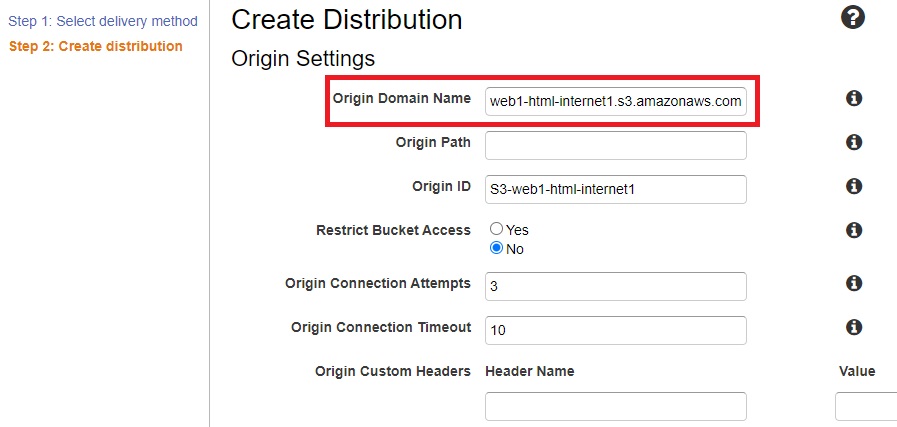 Step 1: Select delivery method
Step 2: Create distribution
Create Distribution
?
Origin Settings
Origin Domain Name web1-html-internet1.s3.amazonaws.com
Origin Path
Origin ID S3-web1-html-internet1
Restrict Bucket Access Yes
No
Origin Connection Attempts 3
Origin Connection Timeout 10
Origin Custom Headers Header Name Value